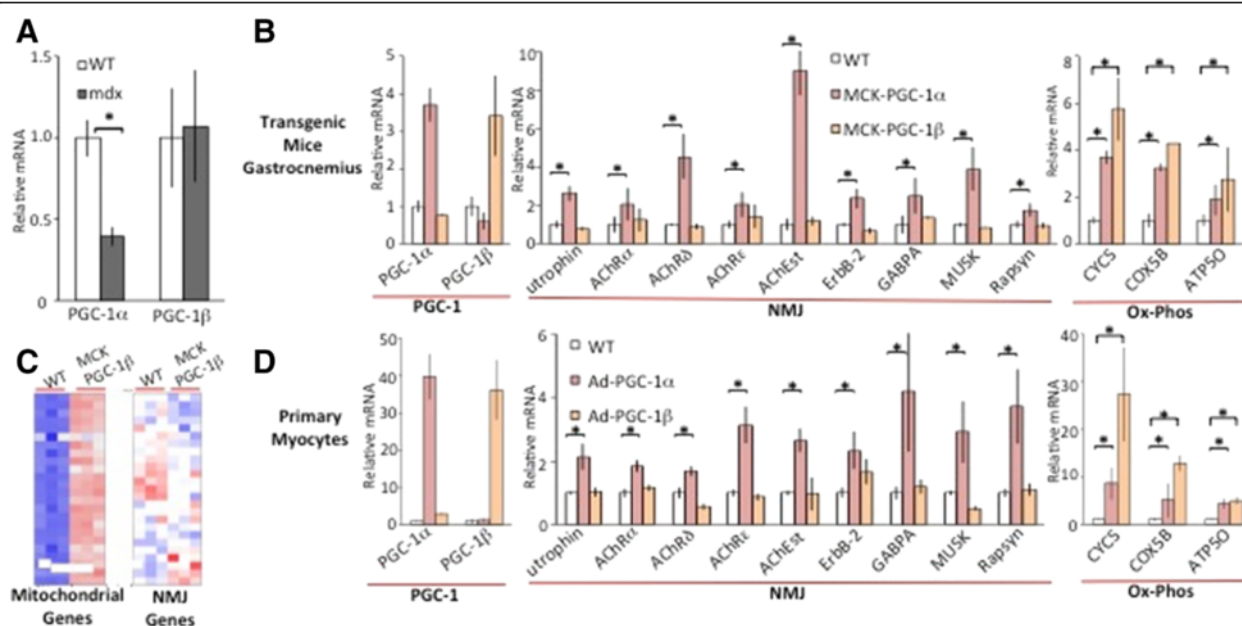 A
1.5
WT
mdx
*
1.0
0.5
0
Relative mRNA
PGC-1α
PGC-1β
B
Transgenic
Mice
Gastrocnemius
5
4
3
2
1
0
Relative mRNA
PGC-1α
PGC-1β
PGC-1
10
8
6
4
2
0
Relative mRNA
WT
MCK-PGC-1α
MCK-PGC-1β
* * * * * * * * *
utrophin
AChRα
AChRδ
AChRε
AChEst
ErbB-2
GABPA
MUSK
Rapsyn
NMJ
8
6
4
2
0
Relative mRNA
* * *
* * *
CYCS
COX5B
ATP5O
Ox-Phos
C
WT
MCK
PGC-1β
WT
MCK
PGC-1β
Mitochondrial
Genes
NMJ
Genes
D
Primary
Myocytes
50
40
30
20
10
0
Relative mRNA
PGC-1α
PGC-1β
PGC-1
6
4
2
0
Relative mRNA
WT
Ad-PGC-1α
Ad-PGC-1β
* * * * * * * * *
utrophin
AChRα
AChRδ
AChRε
AChEst
ErbB-2
GABPA
MUSK
Rapsyn
NMJ
40
30
20
10
0
Relative mRNA
* * *
* * *
CYCS
COX5B
ATP5O
Ox-Phos